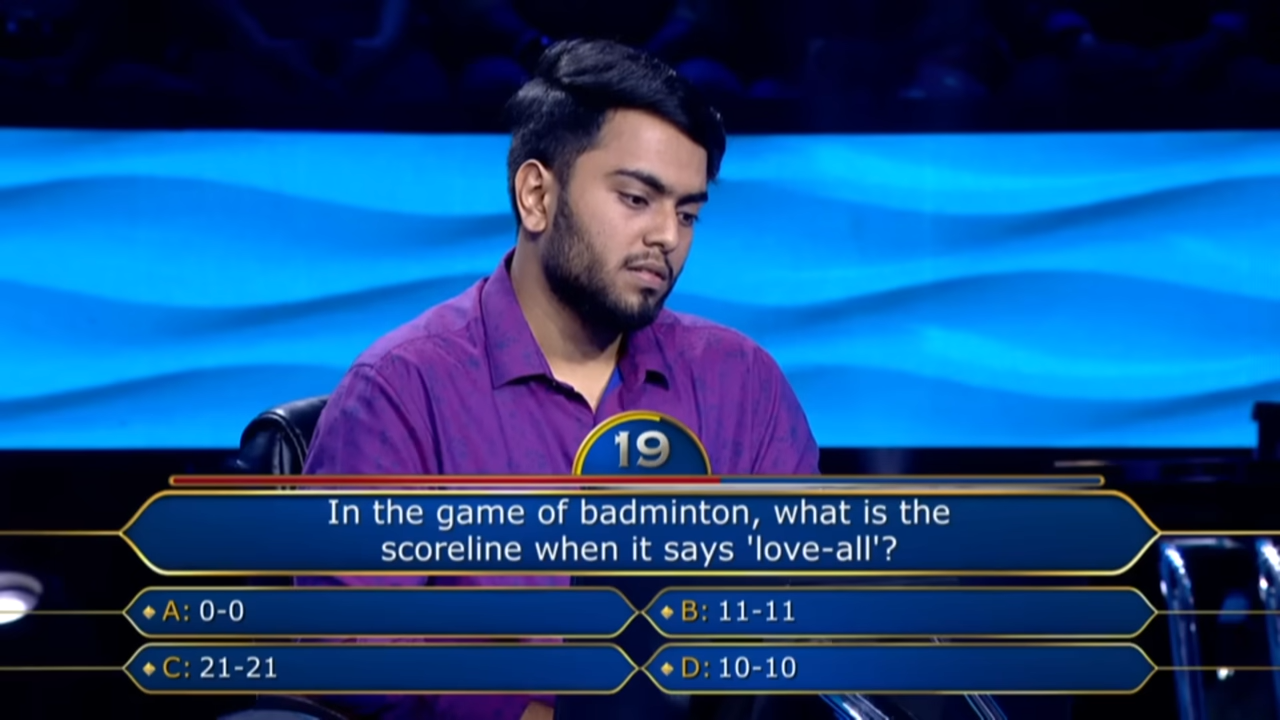 19
In the game of badminton, what is the
scoreline when it says 'love-all'?
A: 0-0
B: 11-11
C: 21-21
D: 10-10